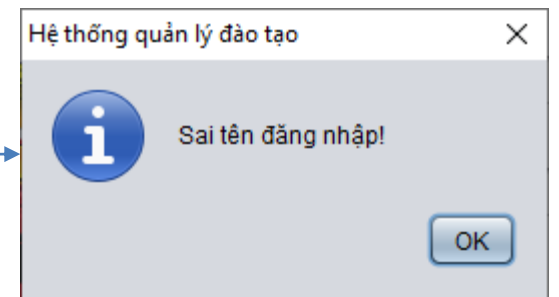 Hệ thống quản lý đào tạo
Sai tên đăng nhập!
OK